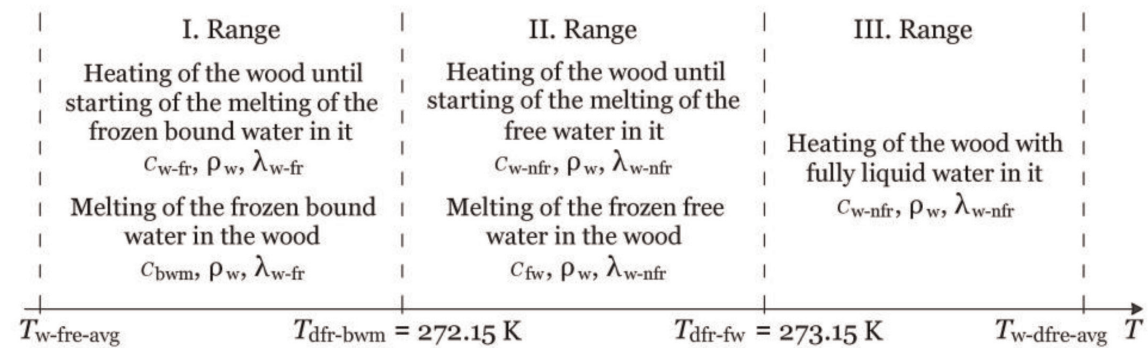 I. Range
Heating of the wood until
starting of the melting of the
frozen bound water in it
c_w-fr, ρ_w, λ_w-fr
Melting of the frozen bound
water in the wood
c_bwm, ρ_w, λ_w-fr
II. Range
Heating of the wood until
starting of the melting of the
free water in it
c_w-nfr, ρ_w, λ_w-nfr
Melting of the frozen free
water in the wood
c_fw, ρ_w, λ_w-nfr
III. Range
Heating of the wood with
fully liquid water in it
c_w-nfr, ρ_w, λ_w-nfr
T_w-fre-avg T_dfr-bwm = 272.15 K T_dfr-fw = 273.15 K T_w-dfre-avg T